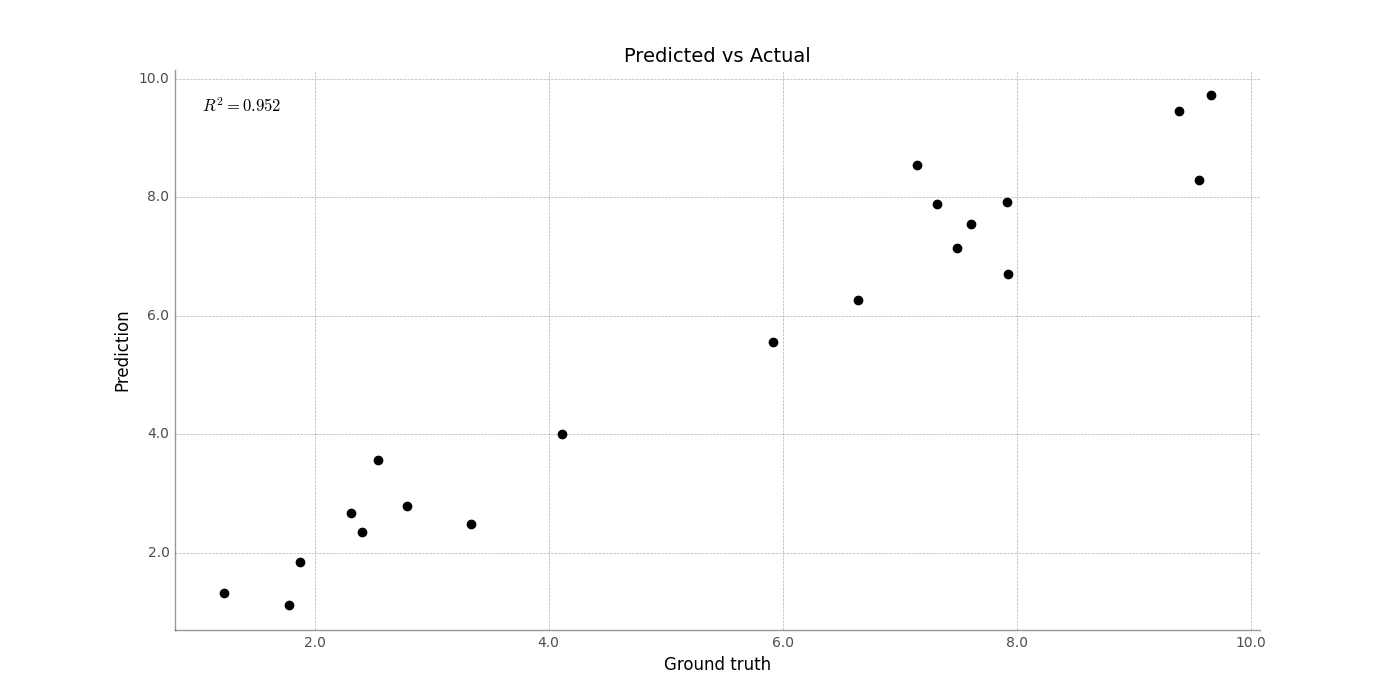 Predicted vs Actual
R² = 0.952
10.0
8.0
6.0
4.0
2.0
Prediction
2.0 4.0 6.0 8.0 10.0
Ground truth